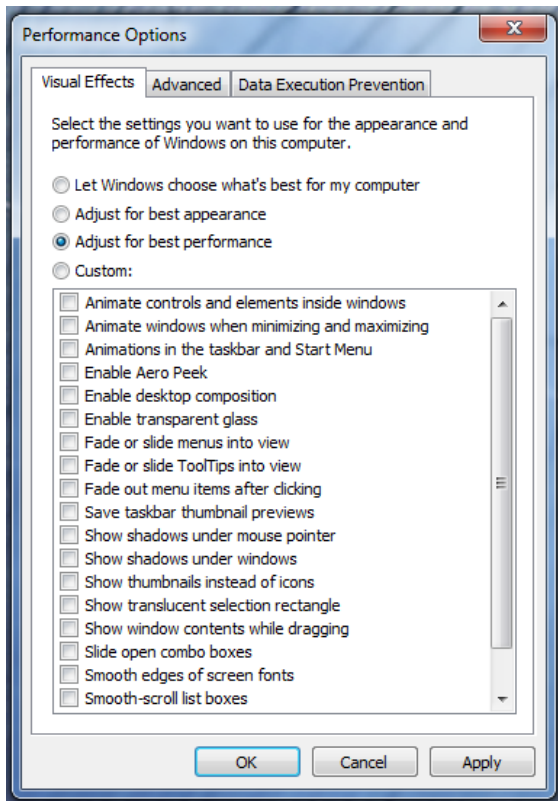 Performance Options
Visual Effects
Advanced
Data Execution Prevention
Select the settings you want to use for the appearance and
performance of Windows on this computer.
Let Windows choose what's best for my computer
Adjust for best appearance
Adjust for best performance
Custom:
Animate controls and elements inside windows
Animate windows when minimizing and maximizing
Animations in the taskbar and Start Menu
Enable Aero Peek
Enable desktop composition
Enable transparent glass
Fade or slide menus into view
Fade or slide ToolTips into view
Fade out menu items after clicking
Save taskbar thumbnail previews
Show shadows under mouse pointer
Show shadows under windows
Show thumbnails instead of icons
Show translucent selection rectangle
Show window contents while dragging
Slide open combo boxes
Smooth edges of screen fonts
Smooth-scroll list boxes
OK
Cancel
Apply